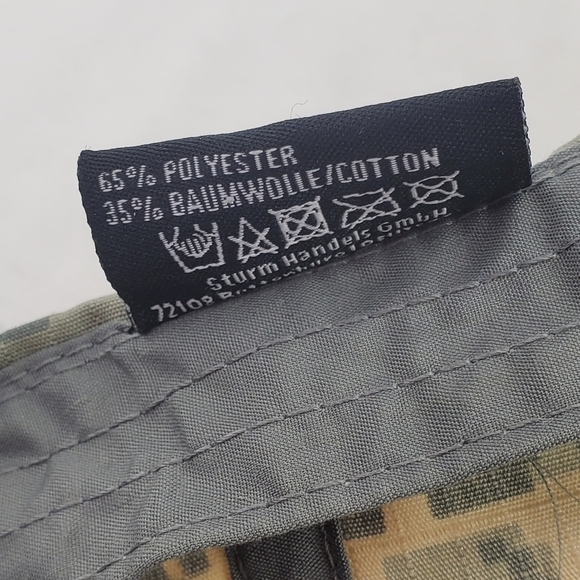 65% POLYESTER
35% BAUMWOLLE/COTTON
Sturm Handels GmbH